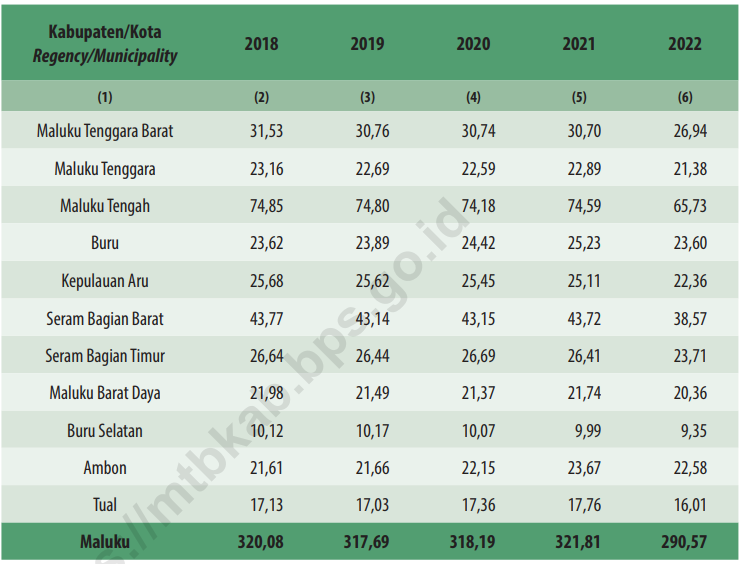 Kabupaten/Kota 2018 2019 2020 2021 2022
Regency/Municipality
(1) (2) (3) (4) (5) (6)
Maluku Tenggara Barat 31,53 30,76 30,74 30,70 26,94
Maluku Tenggara 23,16 22,69 22,59 22,89 21,38
Maluku Tengah 74,85 74,80 74,18 74,59 65,73
Buru 23,62 23,89 24,42 25,23 23,60
Kepulauan Aru 25,68 25,62 25,45 25,11 22,36
Seram Bagian Barat 43,77 43,14 43,15 43,72 38,57
Seram Bagian Timur 26,64 26,44 26,69 26,41 23,71
Maluku Barat Daya 21,98 21,49 21,37 21,74 20,36
Buru Selatan 10,12 10,17 10,07 9,99 9,35
Ambon 21,61 21,66 22,15 23,67 22,58
Tual 17,13 17,03 17,36 17,76 16,01
Maluku 320,08 317,69 318,19 321,81 290,57
s://mtbkab.bps.go.id